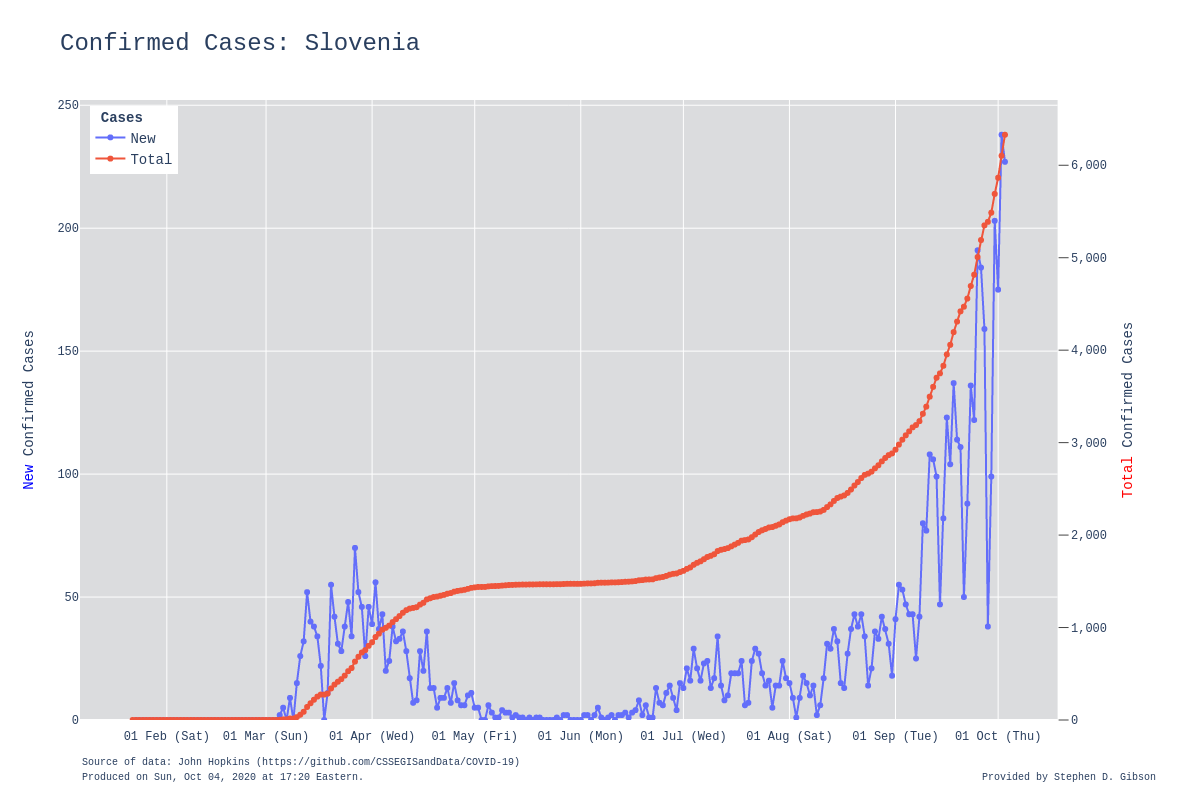 Confirmed Cases: Slovenia
Cases
New
Total
250
200
150
100
50
0
6,000
5,000
4,000
3,000
2,000
1,000
0
New Confirmed Cases
Total Confirmed Cases
01 Feb (Sat) 01 Mar (Sun) 01 Apr (Wed) 01 May (Fri) 01 Jun (Mon) 01 Jul (Wed) 01 Aug (Sat) 01 Sep (Tue) 01 Oct (Thu)
Source of data: John Hopkins (https://github.com/CSSEGISandData/COVID-19)
Produced on Sun, Oct 04, 2020 at 17:20 Eastern.
Provided by Stephen D. Gibson